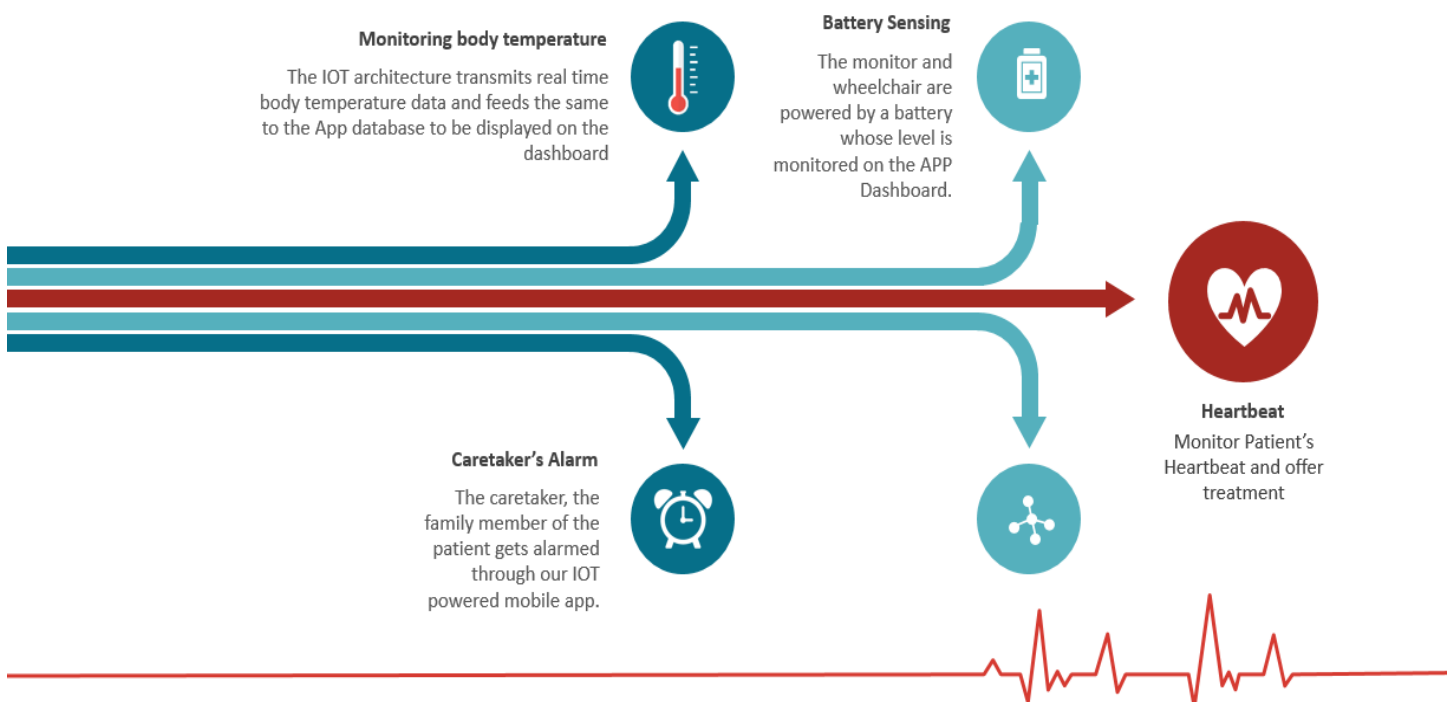 Monitoring body temperature
The IOT architecture transmits real time
body temperature data and feeds the same
to the App database to be displayed on the
dashboard
Battery Sensing
The monitor and
wheelchair are
powered by a battery
whose level is
monitored on the APP
Dashboard.
Heartbeat
Monitor Patient’s
Heartbeat and offer
treatment
Caretaker’s Alarm
The caretaker, the
family member of the
patient gets alarmed
through our IOT
powered mobile app.